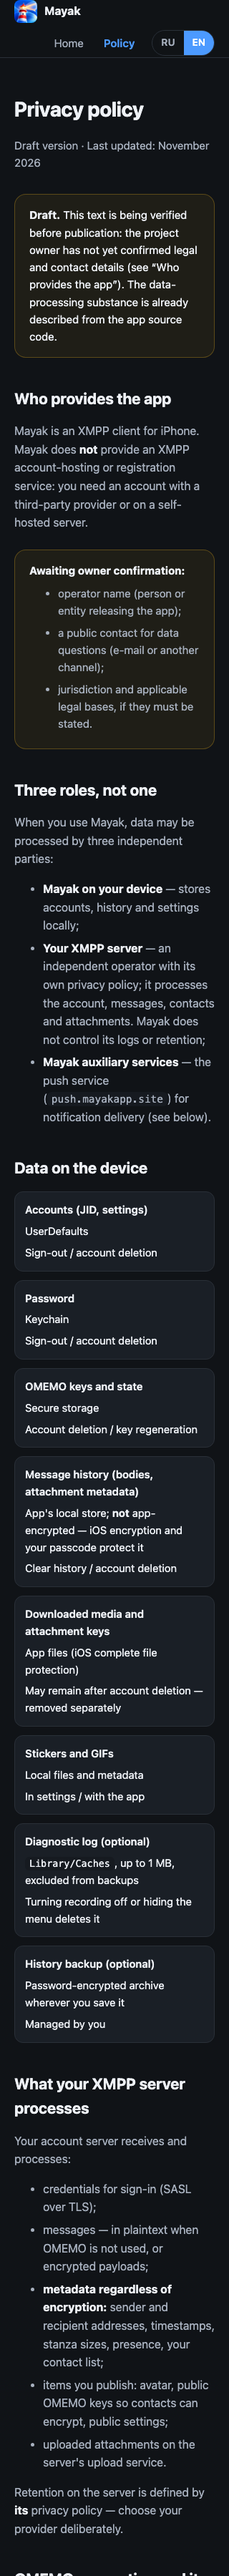 Mayak
Home Policy RU EN
Privacy policy
Draft version · Last updated: November
2026
Draft. This text is being verified
before publication: the project
owner has not yet confirmed legal
and contact details (see “Who
provides the app”). The data-
processing substance is already
described from the app source
code.
Who provides the app
Mayak is an XMPP client for iPhone.
Mayak does not provide an XMPP
account-hosting or registration
service: you need an account with a
third-party provider or on a self-
hosted server.
Awaiting owner confirmation:
• operator name (person or
entity releasing the app);
• a public contact for data
questions (e-mail or another
channel);
• jurisdiction and applicable
legal bases, if they must be
stated.
Three roles, not one
When you use Mayak, data may be
processed by three independent
parties:
• Mayak on your device — stores
accounts, history and settings
locally;
• Your XMPP server — an
independent operator with its
own privacy policy; it processes
the account, messages, contacts
and attachments. Mayak does
not control its logs or retention;
• Mayak auxiliary services — the
push service
( push.mayakapp.site ) for
notification delivery (see below).
Data on the device
Accounts (JID, settings)
UserDefaults
Sign-out / account deletion
Password
Keychain
Sign-out / account deletion
OMEMO keys and state
Secure storage
Account deletion / key regeneration
Message history (bodies,
attachment metadata)
App's local store; not app-
encrypted — iOS encryption and
your passcode protect it
Clear history / account deletion
Downloaded media and
attachment keys
App files (iOS complete file
protection)
May remain after account deletion —
removed separately
Stickers and GIFs
Local files and metadata
In settings / with the app
Diagnostic log (optional)
Library/Caches , up to 1 MB,
excluded from backups
Turning recording off or hiding the
menu deletes it
History backup (optional)
Password-encrypted archive
wherever you save it
Managed by you
What your XMPP server
processes
Your account server receives and
processes:
• credentials for sign-in (SASL
over TLS);
• messages — in plaintext when
OMEMO is not used, or
encrypted payloads;
• metadata regardless of
encryption: sender and
recipient addresses, timestamps,
stanza sizes, presence, your
contact list;
• items you publish: avatar, public
OMEMO keys so contacts can
encrypt, public settings;
• uploaded attachments on the
server's upload service.
Retention on the server is defined by
its privacy policy — choose your
provider deliberately.